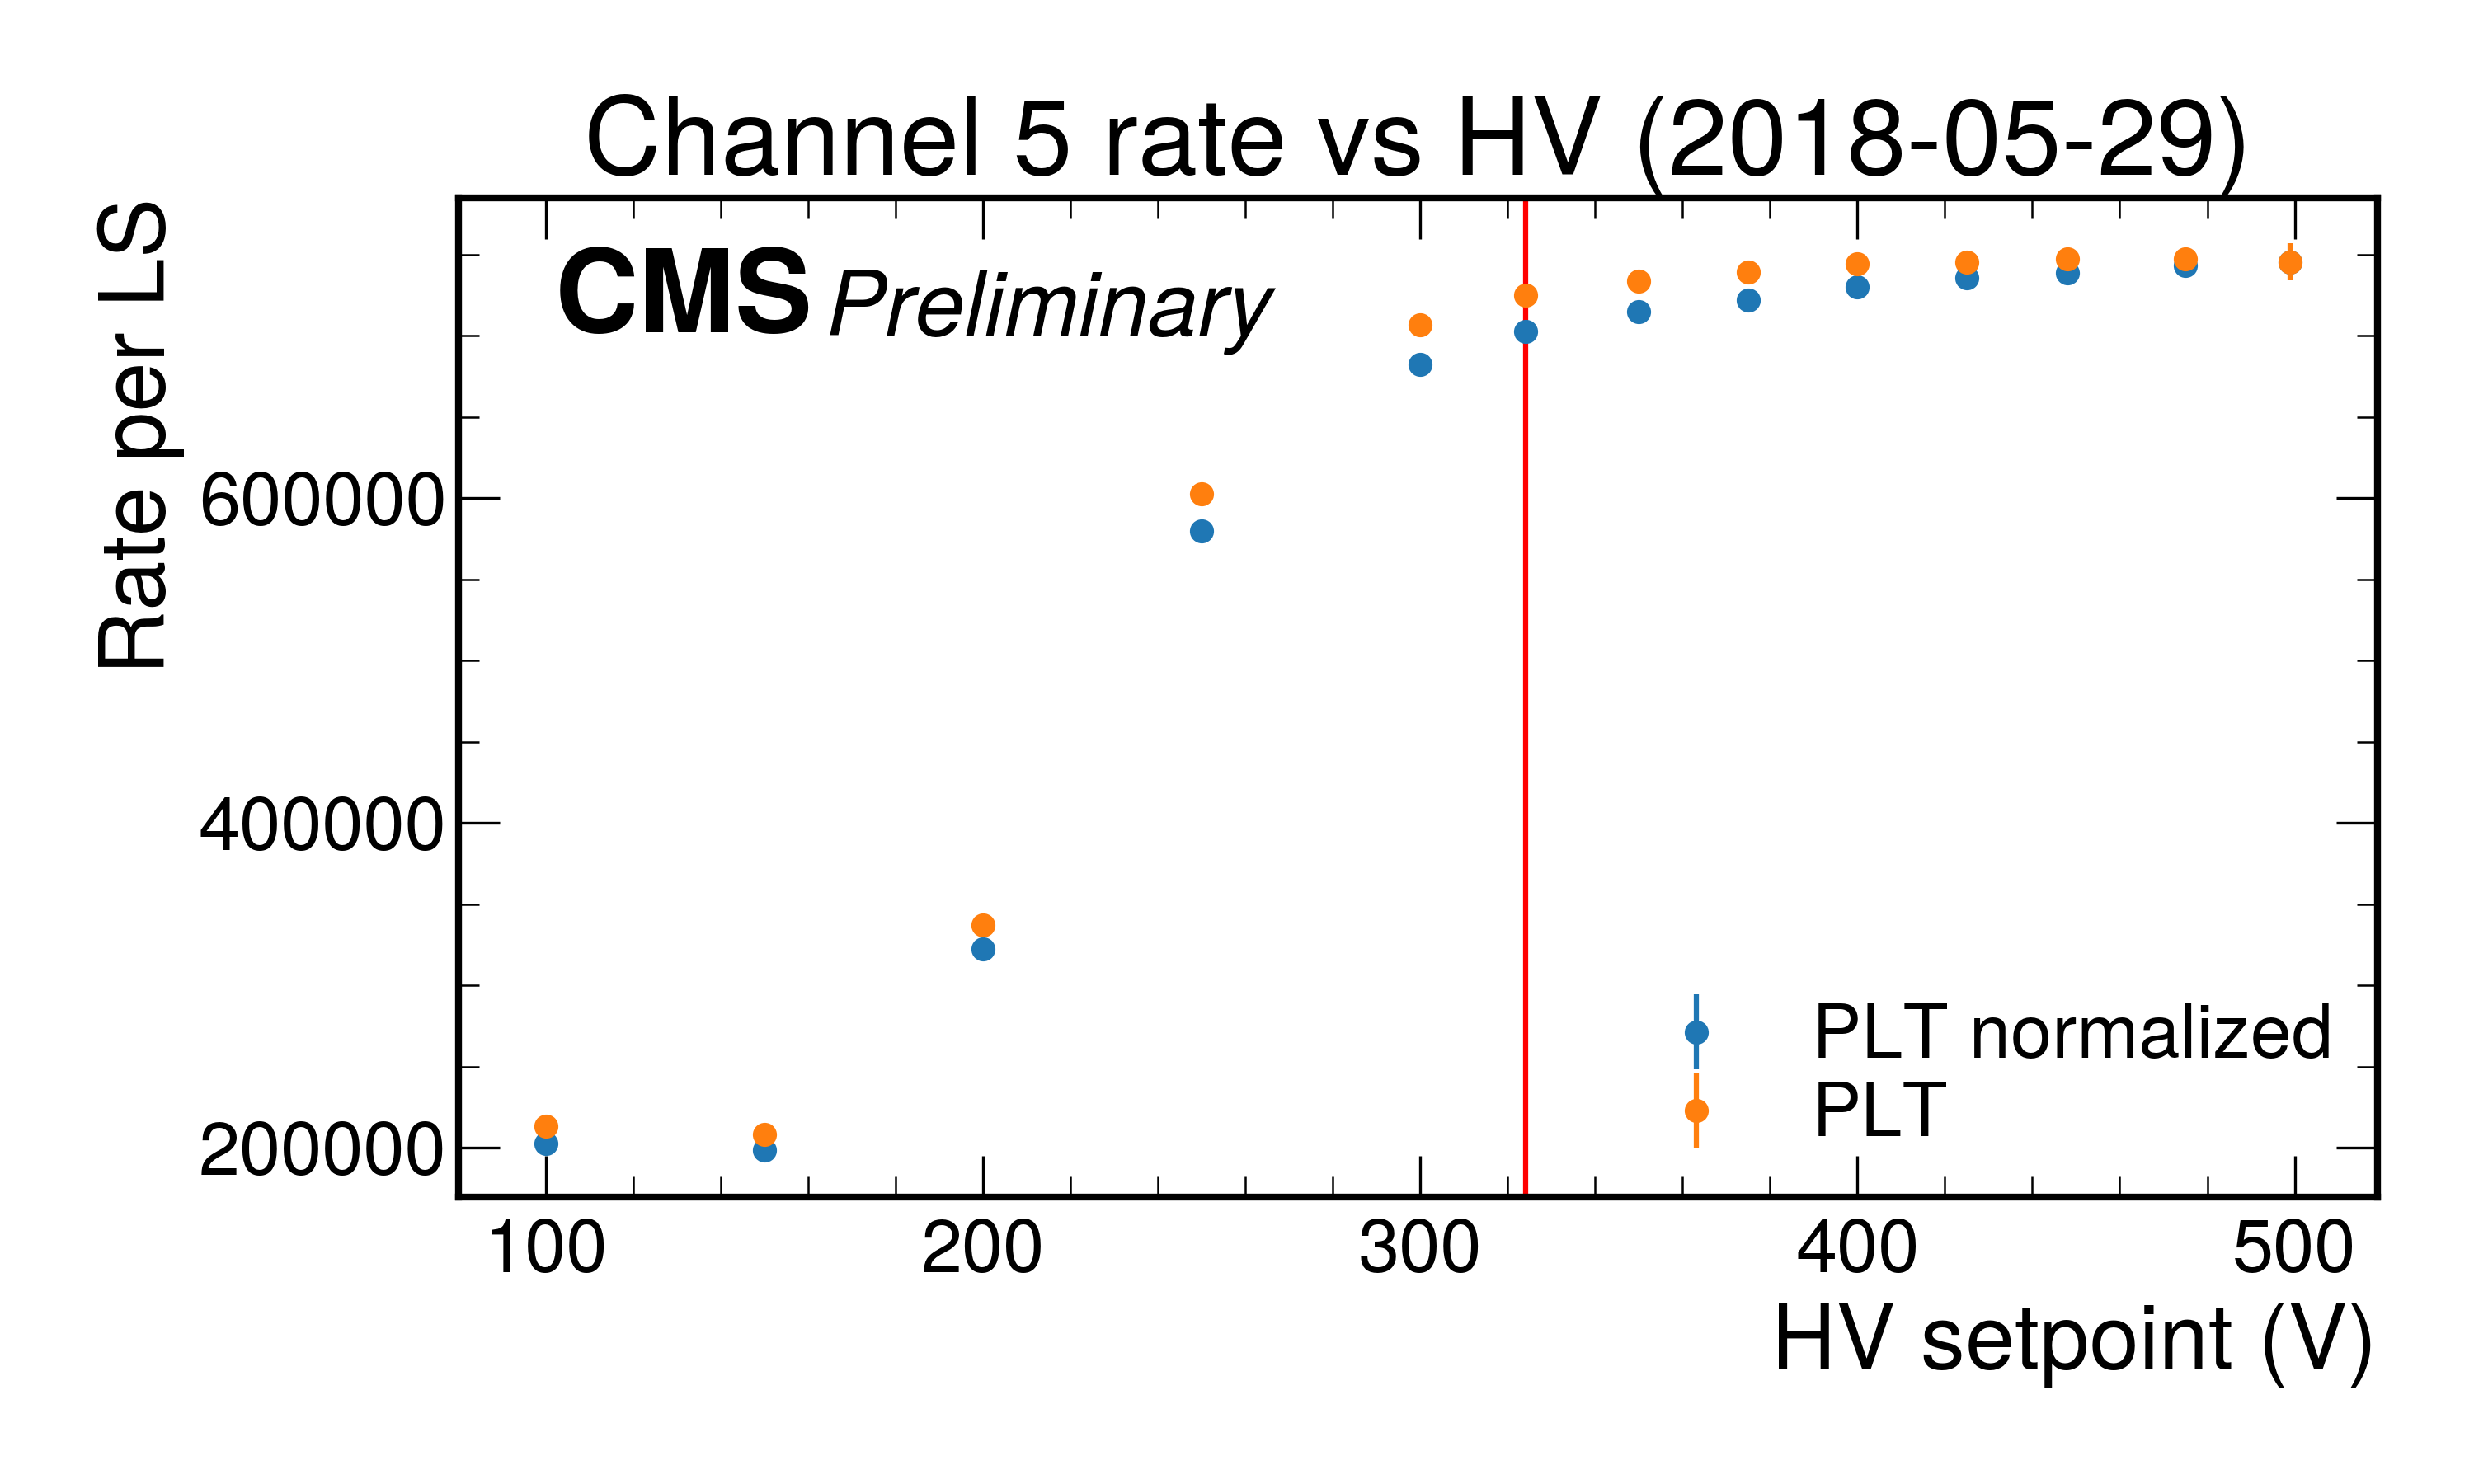 Channel 5 rate vs HV (2018-05-29)
CMS Preliminary
Rate per LS
600000
400000
200000
PLT normalized
PLT
100 200 300 400 500
HV setpoint (V)